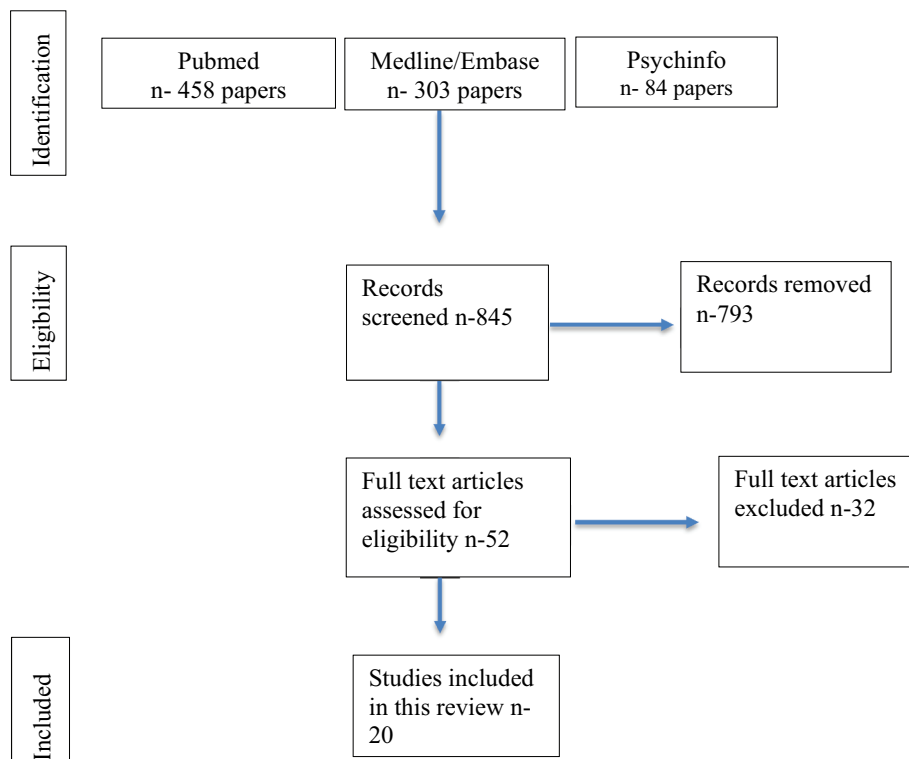 Identification
Pubmed
n- 458 papers
Medline/Embase
n- 303 papers
Psychinfo
n- 84 papers
Eligibility
Records
screened n-845
Records removed
n-793
Full text articles
assessed for
eligibility n-52
Full text articles
excluded n-32
Included
Studies included
in this review n-
20